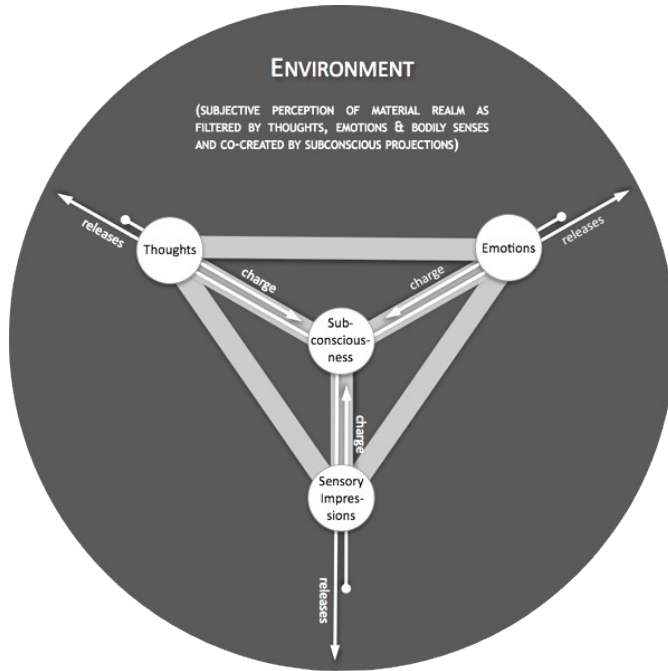 ENVIRONMENT
(SUBJECTIVE PERCEPTION OF MATERIAL REALM AS
FILTERED BY THOUGHTS, EMOTIONS & BODILY SENSES
AND CO-CREATED BY SUBCONSCIOUS PROJECTIONS)
releases
Thoughts
Emotions
releases
charge
charge
Sub-
conscious-
ness
charge
Sensory
Impres-
sions
releases